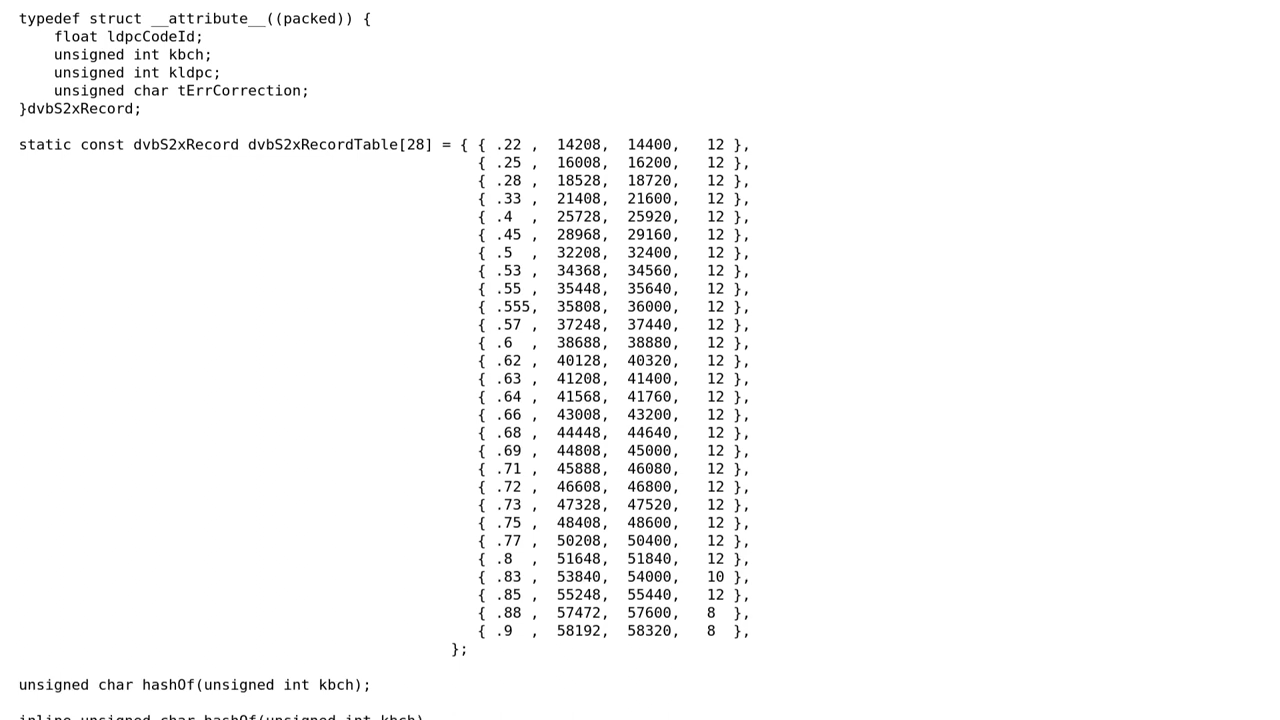 typedef struct __attribute__((packed)) {
    float ldpcCodeId;
    unsigned int kbch;
    unsigned int kldpc;
    unsigned char tErrCorrection;
}dvbS2xRecord;

static const dvbS2xRecord dvbS2xRecordTable[28] = { { .22 ,  14208,  14400,   12 },
                                                    { .25 ,  16008,  16200,   12 },
                                                    { .28 ,  18528,  18720,   12 },
                                                    { .33 ,  21408,  21600,   12 },
                                                    { .4  ,  25728,  25920,   12 },
                                                    { .45 ,  28968,  29160,   12 },
                                                    { .5  ,  32208,  32400,   12 },
                                                    { .53 ,  34368,  34560,   12 },
                                                    { .55 ,  35448,  35640,   12 },
                                                    { .555,  35808,  36000,   12 },
                                                    { .57 ,  37248,  37440,   12 },
                                                    { .6  ,  38688,  38880,   12 },
                                                    { .62 ,  40128,  40320,   12 },
                                                    { .63 ,  41208,  41400,   12 },
                                                    { .64 ,  41568,  41760,   12 },
                                                    { .66 ,  43008,  43200,   12 },
                                                    { .68 ,  44448,  44640,   12 },
                                                    { .69 ,  44808,  45000,   12 },
                                                    { .71 ,  45888,  46080,   12 },
                                                    { .72 ,  46608,  46800,   12 },
                                                    { .73 ,  47328,  47520,   12 },
                                                    { .75 ,  48408,  48600,   12 },
                                                    { .77 ,  50208,  50400,   12 },
                                                    { .8  ,  51648,  51840,   12 },
                                                    { .83 ,  53840,  54000,   10 },
                                                    { .85 ,  55248,  55440,   12 },
                                                    { .88 ,  57472,  57600,   8  },
                                                    { .9  ,  58192,  58320,   8  },
                                                 };

unsigned char hashOf(unsigned int kbch);

inline unsigned char hashOf(unsigned int kbch)